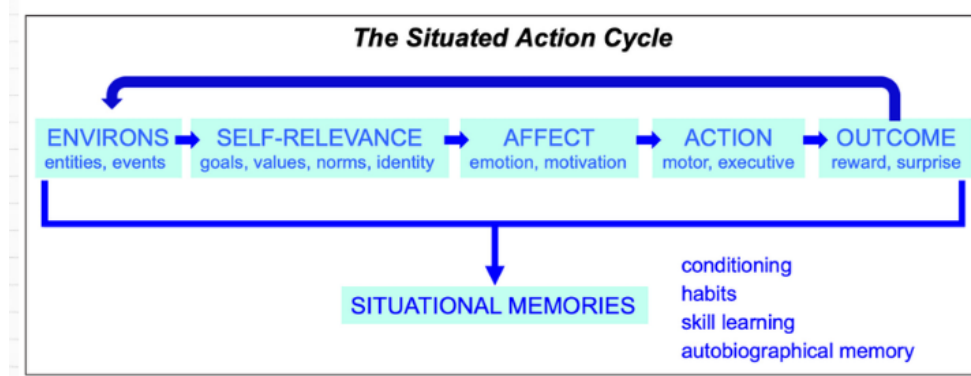 The Situated Action Cycle
ENVIRONS
entities, events
SELF-RELEVANCE
goals, values, norms, identity
AFFECT
emotion, motivation
ACTION
motor, executive
OUTCOME
reward, surprise
SITUATIONAL MEMORIES
conditioning
habits
skill learning
autobiographical memory